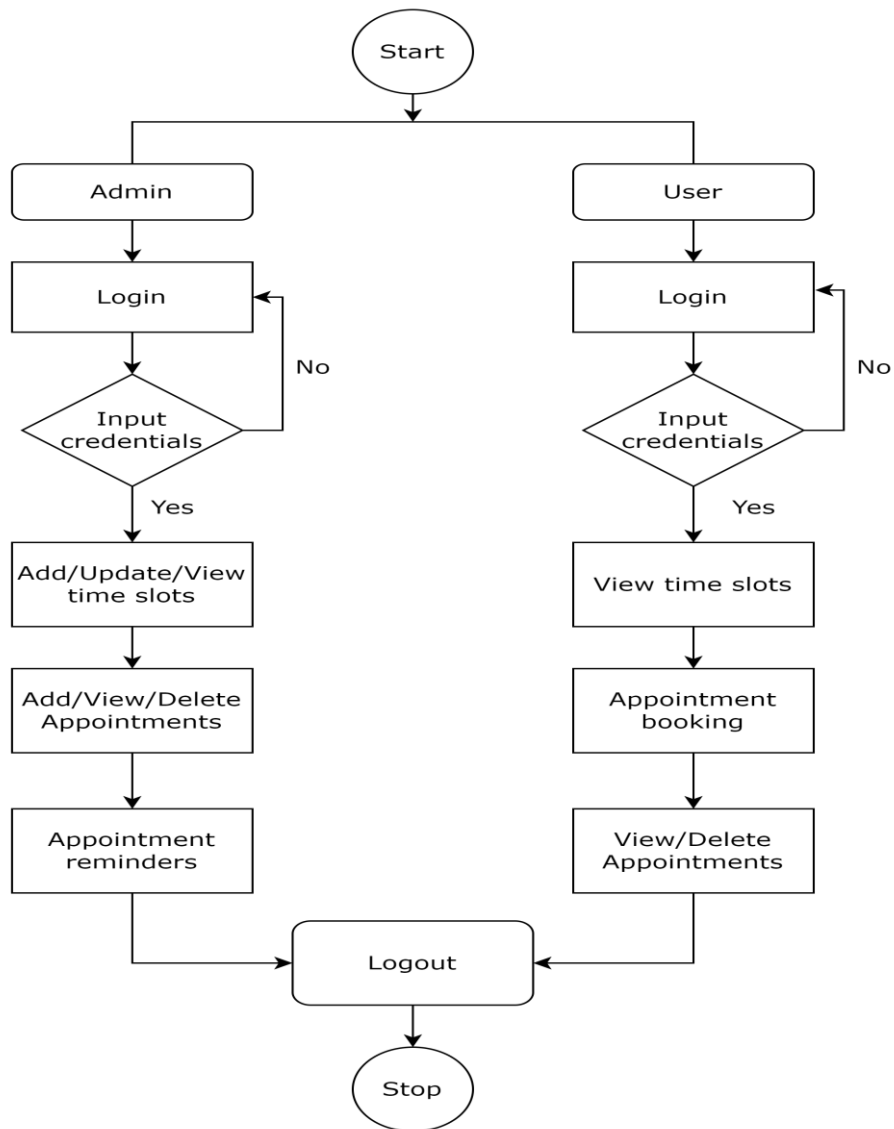 Start
Admin
User
Login
Login
No
No
Input
credentials
Input
credentials
Yes
Yes
Add/Update/View
time slots
View time slots
Add/View/Delete
Appointments
Appointment
booking
Appointment
reminders
View/Delete
Appointments
Logout
Stop